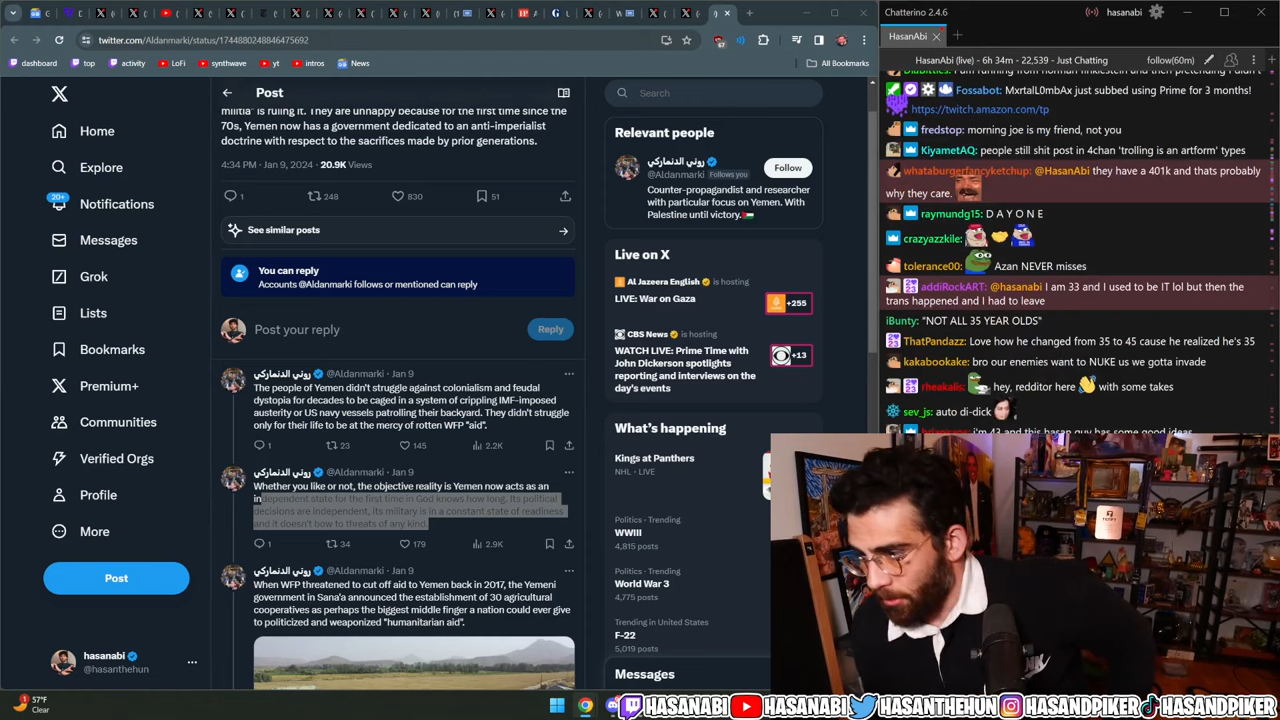 twitter.com/Aldanmarki/status/1744880248846475692
67
dashboard
top
activity
LoFi
synthwave
yt
intros
News
All Bookmarks
Home
Explore
20+
Notifications
Messages
Grok
Lists
Bookmarks
Premium+
Communities
Verified Orgs
Profile
More
Post
hasanabi
@hasanthehun
Post
militia" is ruling it. They are unhappy because for the first time since the
70s, Yemen now has a government dedicated to an anti-imperialist
doctrine with respect to the sacrifices made by prior generations.
4:34 PM · Jan 9, 2024 · 20.9K Views
1
248
830
51
See similar posts
You can reply
Accounts @Aldanmarki follows or mentioned can reply
Post your reply
Reply
روني الدنماركي @Aldanmarki · Jan 9
The people of Yemen didn't struggle against colonialism and feudal
dystopia for decades to be caged in a system of crippling IMF-imposed
austerity or US navy vessels patrolling their backyard. They didn't struggle
only for their life to be at the mercy of rotten WFP "aid".
1
23
145
2.2K
روني الدنماركي @Aldanmarki · Jan 9
Whether you like or not, the objective reality is Yemen now acts as an
independent state for the first time in God knows how long. Its political
decisions are independent, its military is in a constant state of readiness
and it doesn't bow to threats of any kind.
1
34
179
2.9K
روني الدنماركي @Aldanmarki · Jan 9
When WFP threatened to cut off aid to Yemen back in 2017, the Yemeni
government in Sana'a announced the establishment of 30 agricultural
cooperatives as perhaps the biggest middle finger a nation could ever give
to politicized and weaponized "humanitarian aid".
Search
Relevant people
روني الدنماركي
@Aldanmarki Follows you
Follow
Counter-propagandist and researcher
with particular focus on Yemen. With
Palestine until victory.
Live on X
Al Jazeera English is hosting
LIVE: War on Gaza
+255
CBS News is hosting
WATCH LIVE: Prime Time with
John Dickerson spotlights
reporting and interviews on the
day's events
+13
What's happening
Kings at Panthers
NHL · LIVE
Politics · Trending
WWIII
4,815 posts
Politics · Trending
World War 3
4,775 posts
Trending in United States
F-22
5,019 posts
Messages
Chatterino 2.4.6
hasanabi
HasanAbi
HasanAbi (live) - 6h 34m - 22,539 - Just Chatting
follow(60m)
Fossabot: MxrtalL0mbAx just subbed using Prime for 3 months!
https://twitch.amazon.com/tp
fredstop: morning joe is my friend, not you
KiyametAQ: people still shit post in 4chan 'trolling is an artform' types
whataburgerfancyketchup: @HasanAbi they have a 401k and thats probably
why they care.
raymundg15: D A Y O N E
crazyazzkile:
tolerance00: Azan NEVER misses
addiRockART: @hasanabi I am 33 and I used to be IT lol but then the
trans happened and I had to leave
iBunty: "NOT ALL 35 YEAR OLDS"
ThatPandazz: Love how he changed from 35 to 45 cause he realized he's 35
kakabookake: bro our enemies want to NUKE us we gotta invade
rheakalis: hey, redditor here with some takes
sev_js: auto di-dick
57°F
Clear
HASANABI
HASANABI
HASANTHEHUN
HASANDPIKER
HASANDPIKER